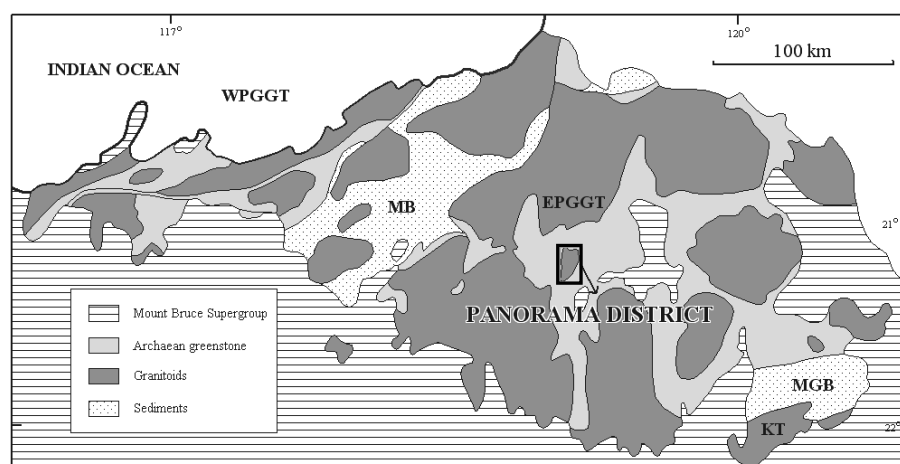 117°
120°
100 km
INDIAN OCEAN
WPGGT
EPGGT
MB
21°
PANORAMA DISTRICT
Mount Bruce Supergroup
Archaean greenstone
Granitoids
Sediments
MGB
KT
22°